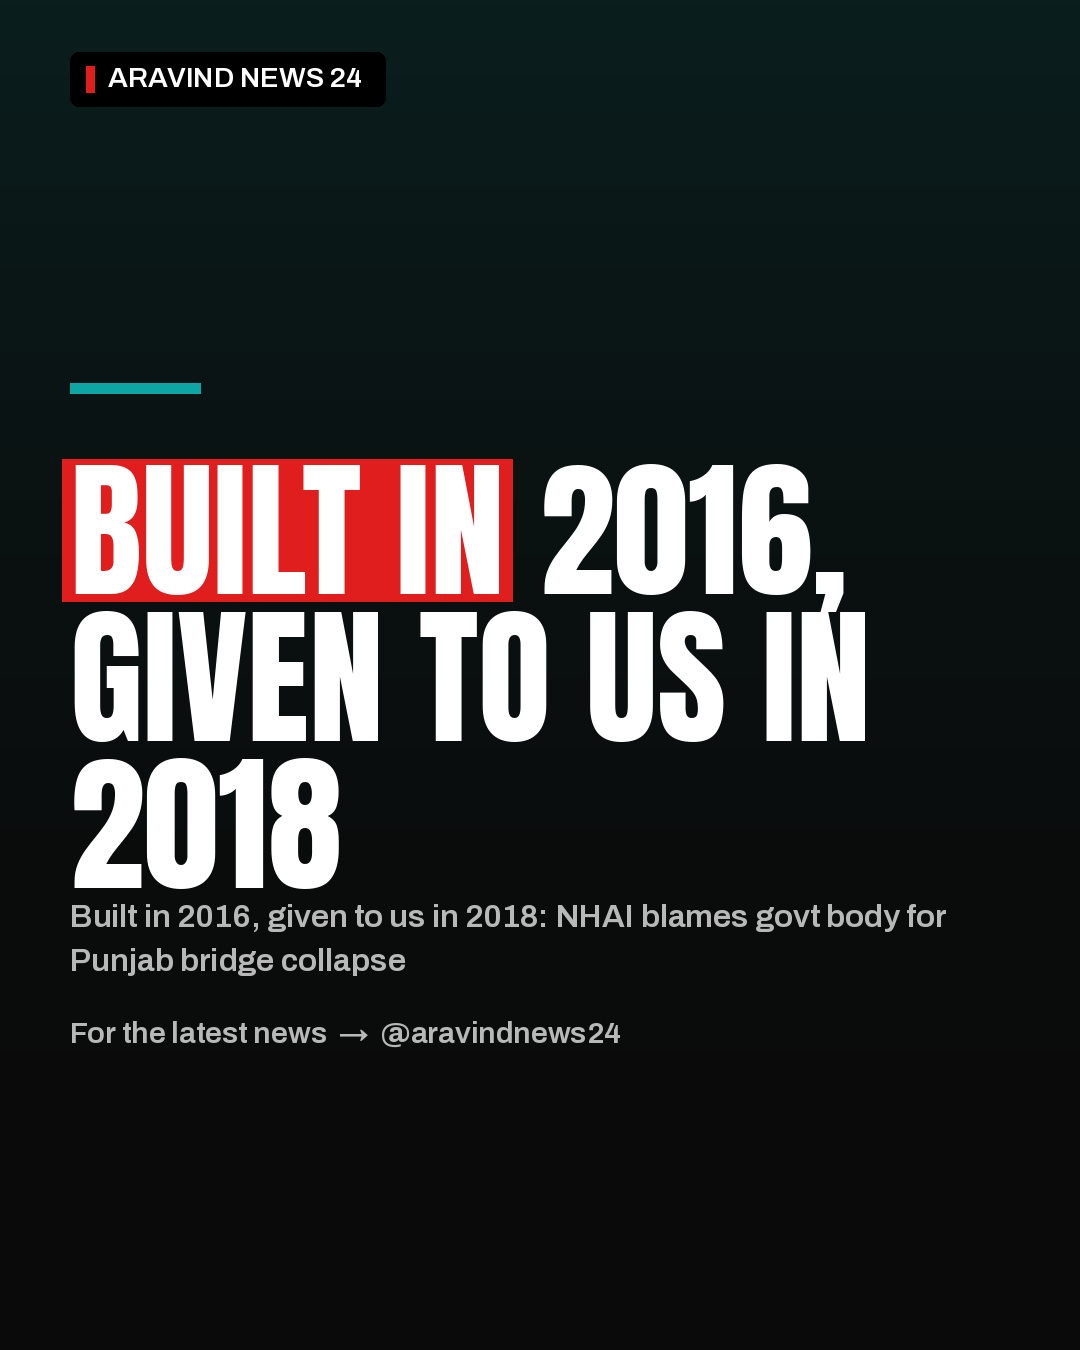 ARAVIND NEWS 24
BUILT IN 2016,
GIVEN TO US IN
2018
Built in 2016, given to us in 2018: NHAI blames govt body for
Punjab bridge collapse
For the latest news → @aravindnews24